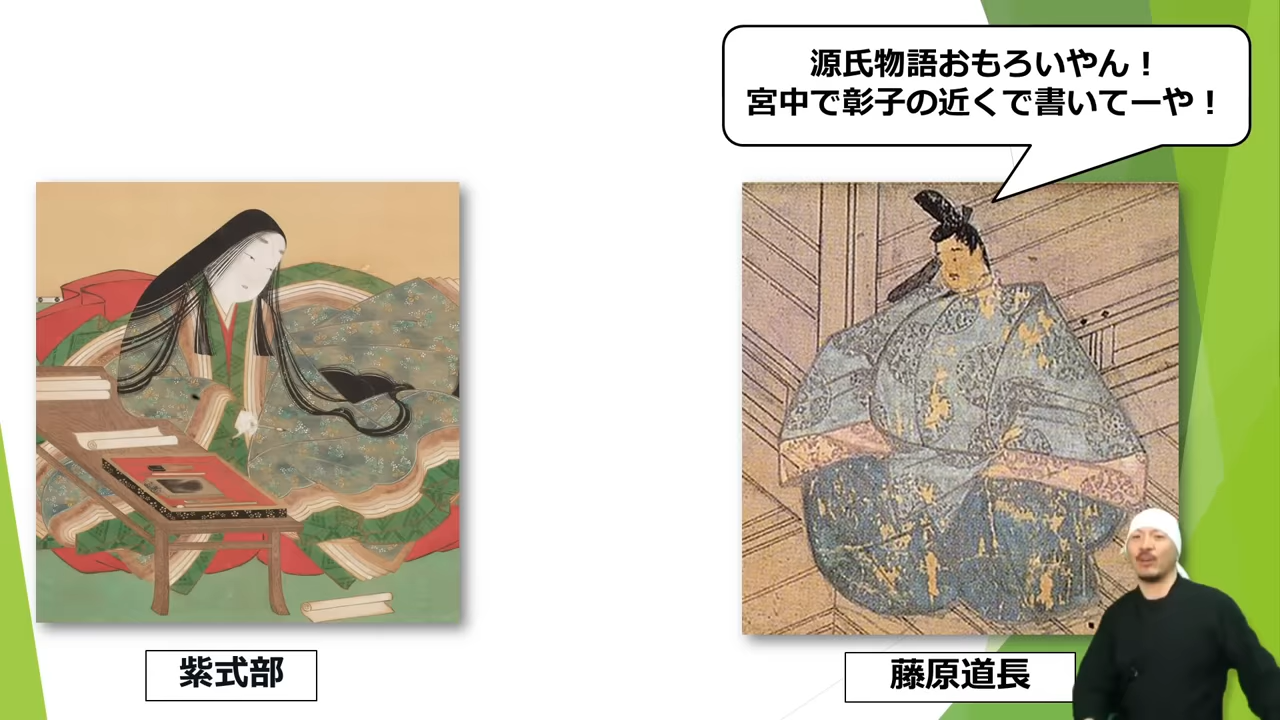 源氏物語おもろいやん！
宮中で彰子の近くで書いてーや！
紫式部
藤原道長